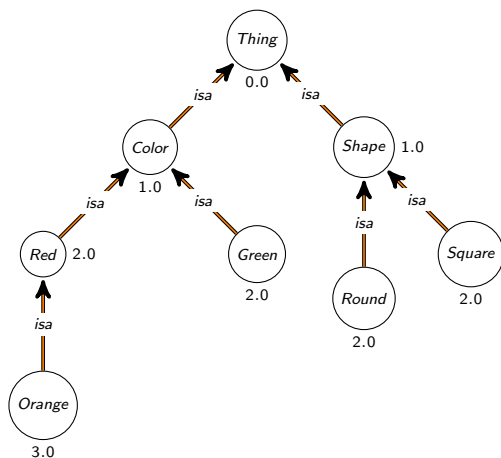 Thing
0.0
isa
isa
Color
1.0
Shape
1.0
isa
isa
isa
isa
Red
2.0
Green
2.0
Round
2.0
Square
2.0
isa
Orange
3.0